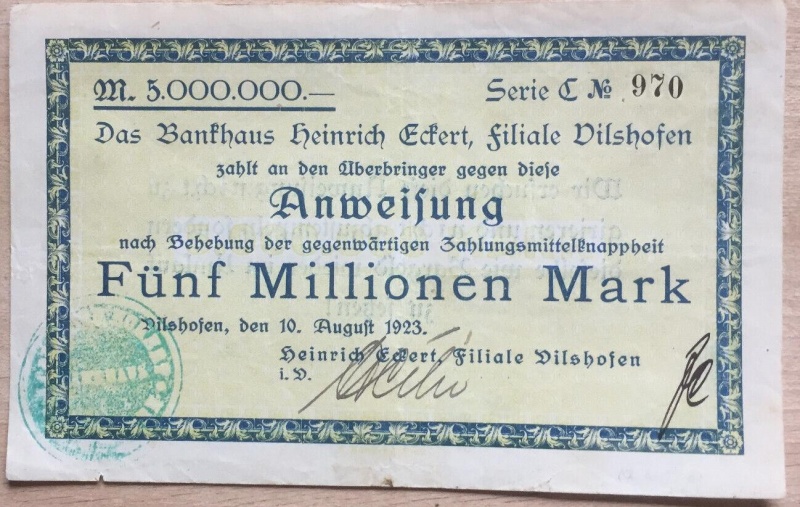 M. 5.000.000.— Serie C № 970
Das Bankhaus Heinrich Eckert, Filiale Vilshofen
zahlt an den Überbringer gegen diese
Anweisung
nach Behebung der gegenwärtigen Zahlungsmittelknappheit
Fünf Millionen Mark
Vilshofen, den 10. August 1923.
Heinrich Eckert, Filiale Vilshofen
i. V.